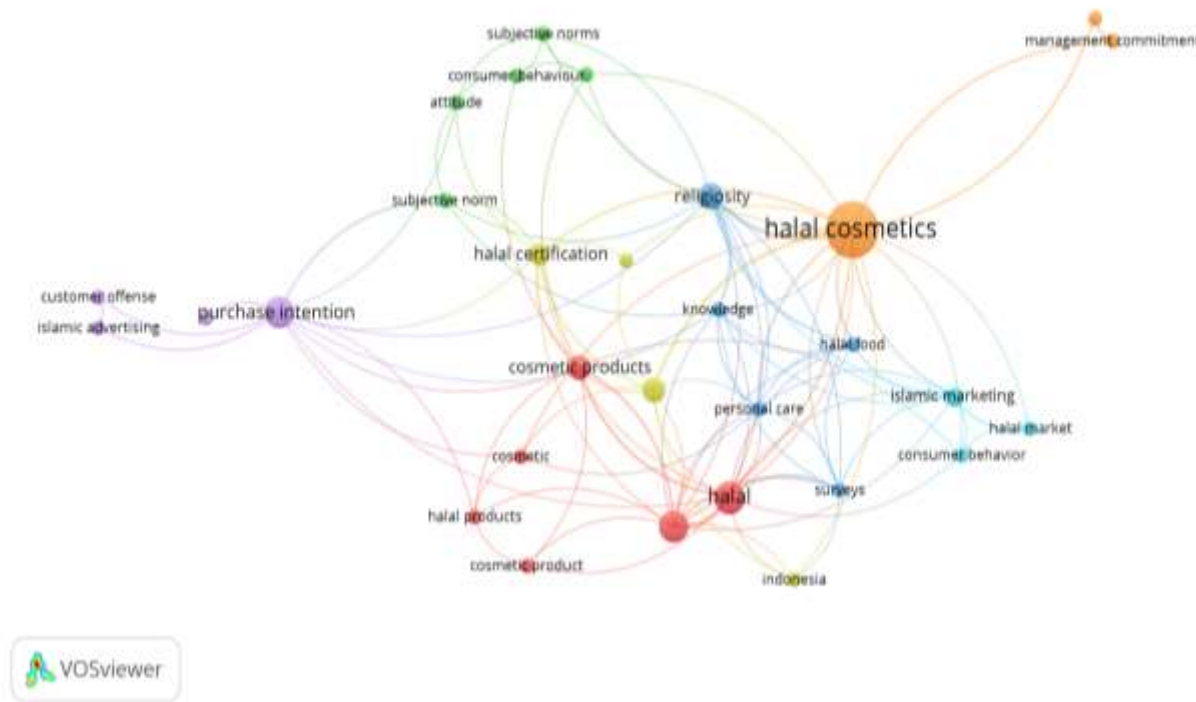 subjective norms
management commitment
consumer behaviour
attitude
religiosity
subjective norm
halal cosmetics
halal certification
customer offense
purchase intention
islamic advertising
knowledge
halal food
cosmetic products
islamic marketing
personal care
halal market
cosmetic
consumer behavior
surveys
halal
halal products
cosmetic product
indonesia
VOSviewer